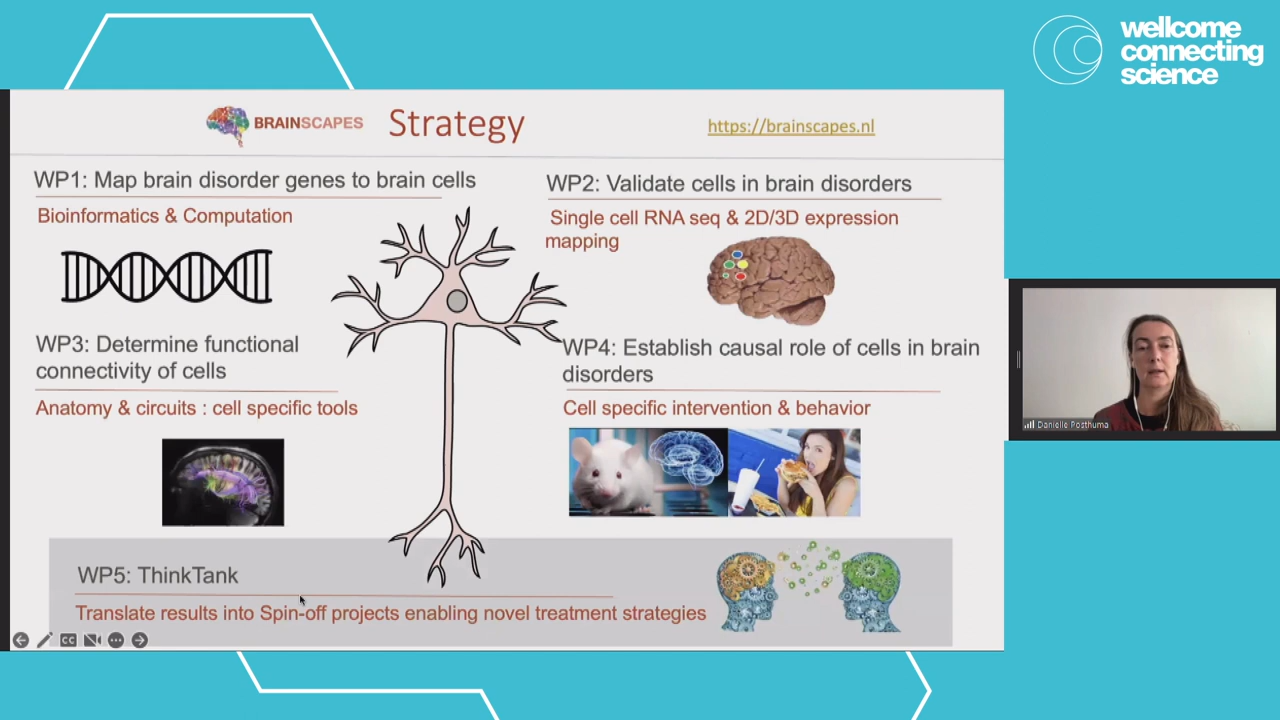 wellcome
connecting
science
BRAINSCAPES
Strategy
https://brainscapes.nl
WP1: Map brain disorder genes to brain cells
Bioinformatics & Computation
WP2: Validate cells in brain disorders
Single cell RNA seq & 2D/3D expression
mapping
WP3: Determine functional
connectivity of cells
Anatomy & circuits : cell specific tools
WP4: Establish causal role of cells in brain
disorders
Cell specific intervention & behavior
WP5: ThinkTank
Translate results into Spin-off projects enabling novel treatment strategies
CC
Danielle Posthuma